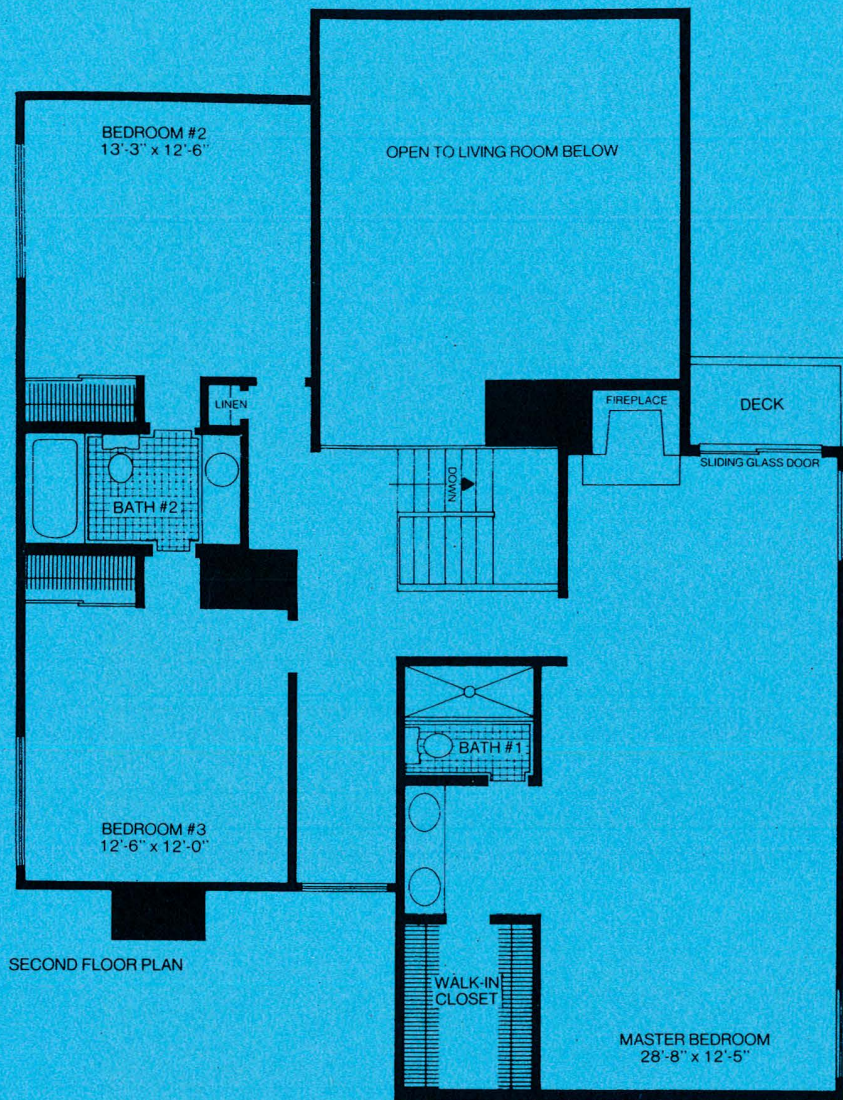 BEDROOM #2
13'-3" x 12'-6"
OPEN TO LIVING ROOM BELOW
LINEN
FIREPLACE
DECK
SLIDING GLASS DOOR
DOWN
BATH #2
BATH #1
BEDROOM #3
12'-6" x 12'-0"
SECOND FLOOR PLAN
WALK-IN
CLOSET
MASTER BEDROOM
28'-8" x 12'-5"